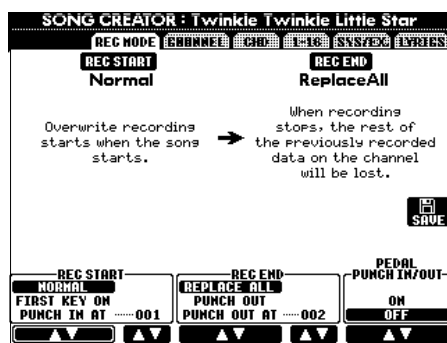 SONG CREATOR : Twinkle Twinkle Little Star
REC MODE CHANNEL CHD 1-16 SYS/EX. LYRICS
REC START
Normal
REC END
ReplaceAll
Overwrite recording
starts when the song
starts.
When recording
stops, the rest of
the previously recorded
data on the channel
will be lost.
SAVE
REC START
NORMAL
FIRST KEY ON
PUNCH IN AT ······001
REC END
REPLACE ALL
PUNCH OUT
PUNCH OUT AT ······002
PEDAL
PUNCH IN/OUT
ON
OFF